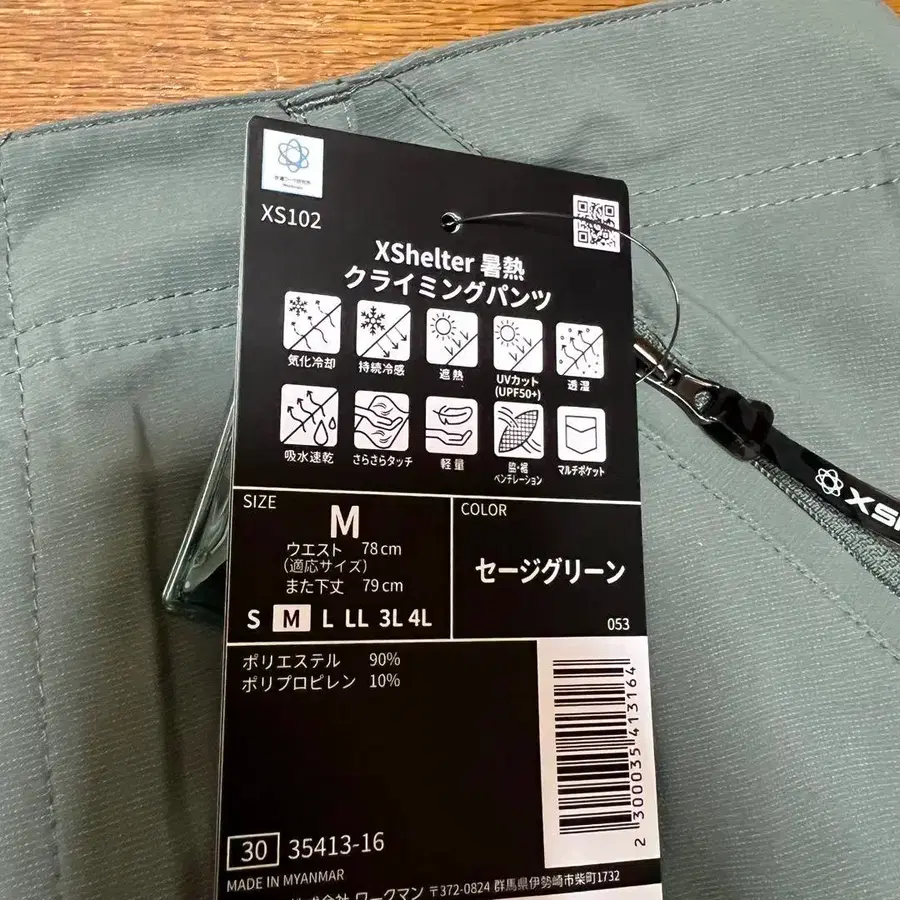 XS102
XShelter 暑熱
クライミングパンツ
気化冷却
持続冷感
遮熱
UVカット
(UPF50+)
透湿
吸水速乾
さらさらタッチ
軽量
脇・裾
ベンチレーション
マルチポケット
SIZE
M
ウエスト 78cm
(適応サイズ)
また下丈 79cm
S M L LL 3L 4L
COLOR
セージグリーン
053
ポリエステル 90%
ポリプロピレン 10%
2300035413164
30 35413-16
MADE IN MYANMAR
株式会社 ワークマン 〒372-0824 群馬県伊勢崎市柴町1732